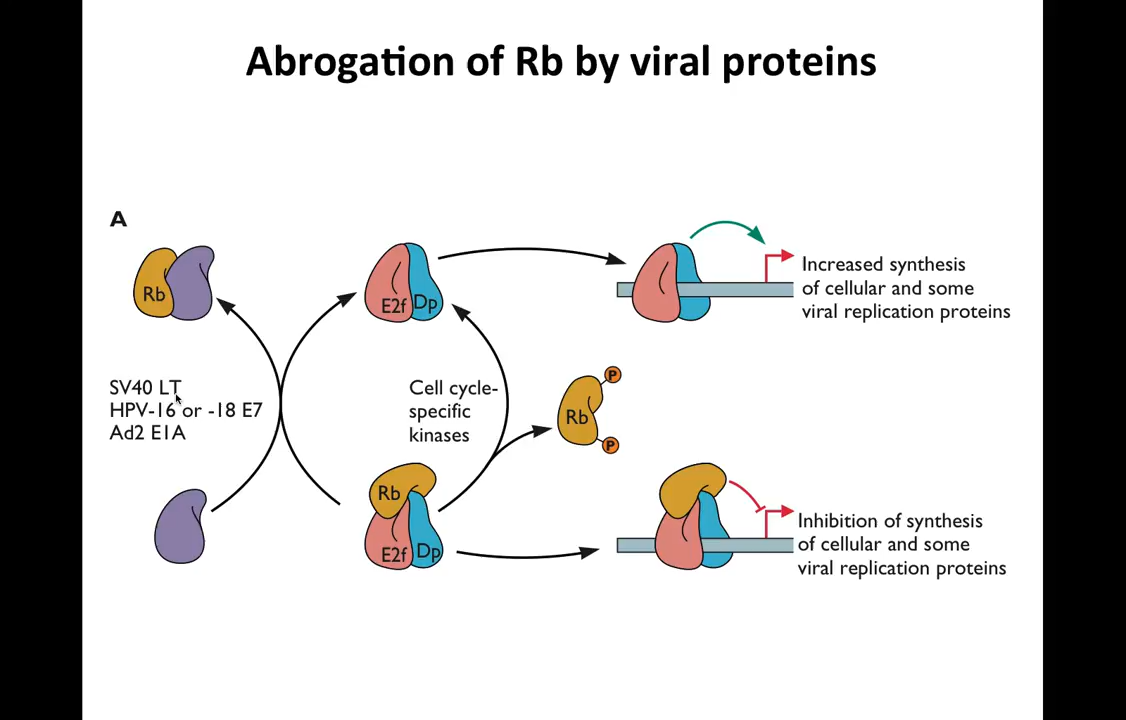 Abrogation of Rb by viral proteins
A
Rb
E2f Dp
Increased synthesis
of cellular and some
viral replication proteins
SV40 LT
HPV-16 or -18 E7
Ad2 E1A
Cell cycle-
specific
kinases
P
Rb
P
Rb
E2f Dp
Inhibition of synthesis
of cellular and some
viral replication proteins